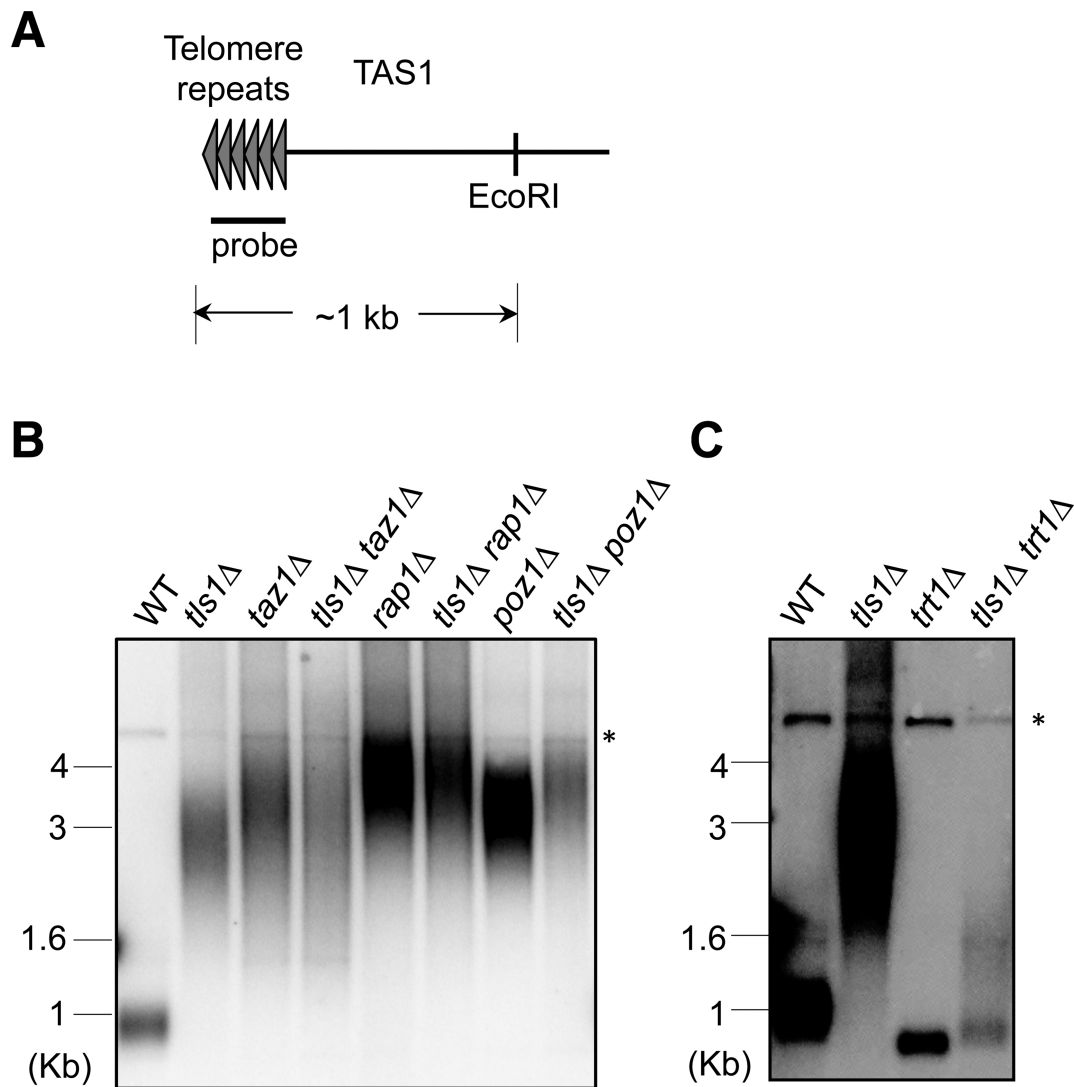 A
Telomere
repeats
TAS1
EcoRI
probe
~1 kb
B
WT
tls1Δ
taz1Δ
tls1Δ taz1Δ
rap1Δ
tls1Δ rap1Δ
poz1Δ
tls1Δ poz1Δ
*
4
3
1.6
1
(Kb)
C
WT
tls1Δ
trt1Δ
tls1Δ trt1Δ
*
4
3
1.6
1
(Kb)